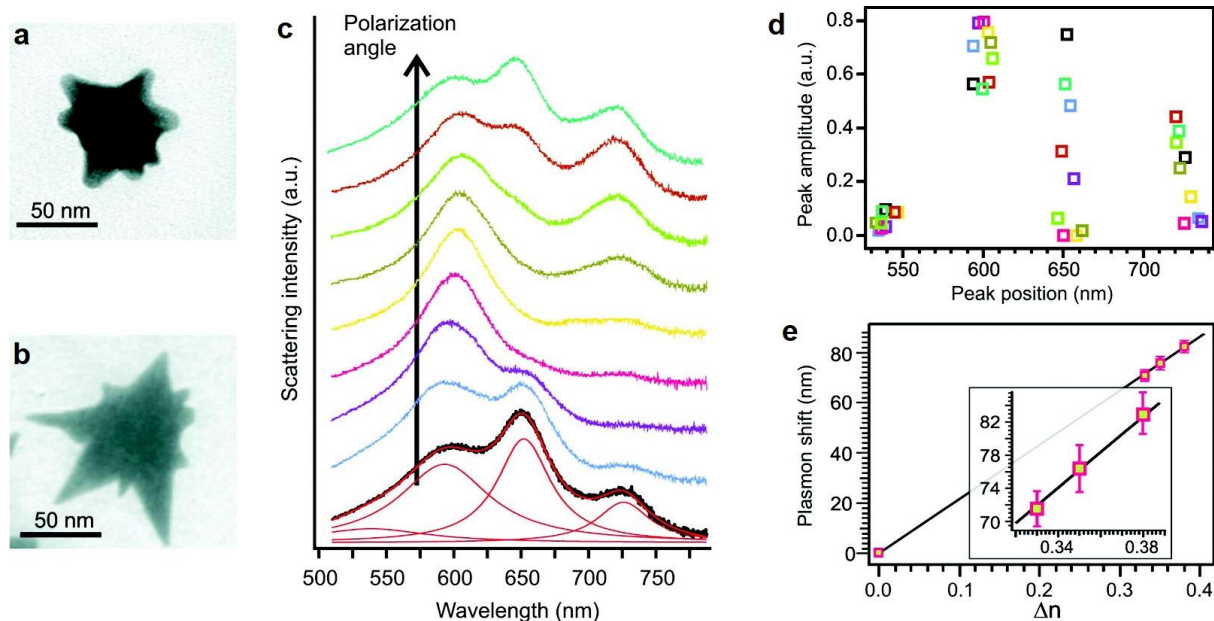 a
50 nm
b
50 nm
c
Polarization
angle
Scattering intensity (a.u.)
500 550 600 650 700 750
Wavelength (nm)
d
Peak amplitude (a.u.)
0.8
0.6
0.4
0.2
0.0
550 600 650 700
Peak position (nm)
e
Plasmon shift (nm)
80
60
40
20
0
82
78
74
70
0.34 0.38
0.0 0.1 0.2 0.3 0.4
Δn